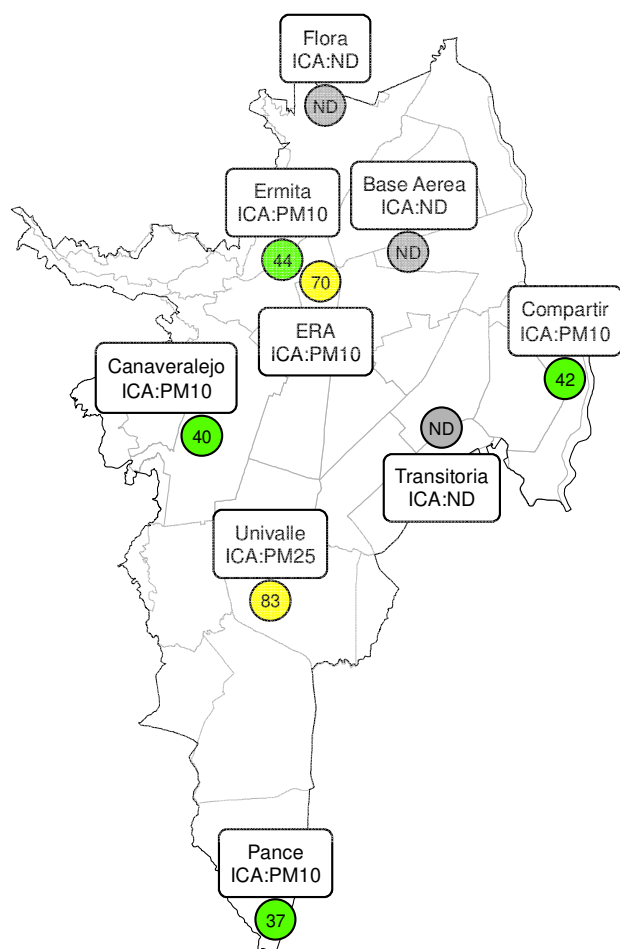 Flora
ICA:ND
ND
Ermita
ICA:PM10
44
Base Aerea
ICA:ND
ND
70
ERA
ICA:PM10
Compartir
ICA:PM10
42
Canaveralejo
ICA:PM10
40
ND
Transitoria
ICA:ND
Univalle
ICA:PM25
83
Pance
ICA:PM10
37